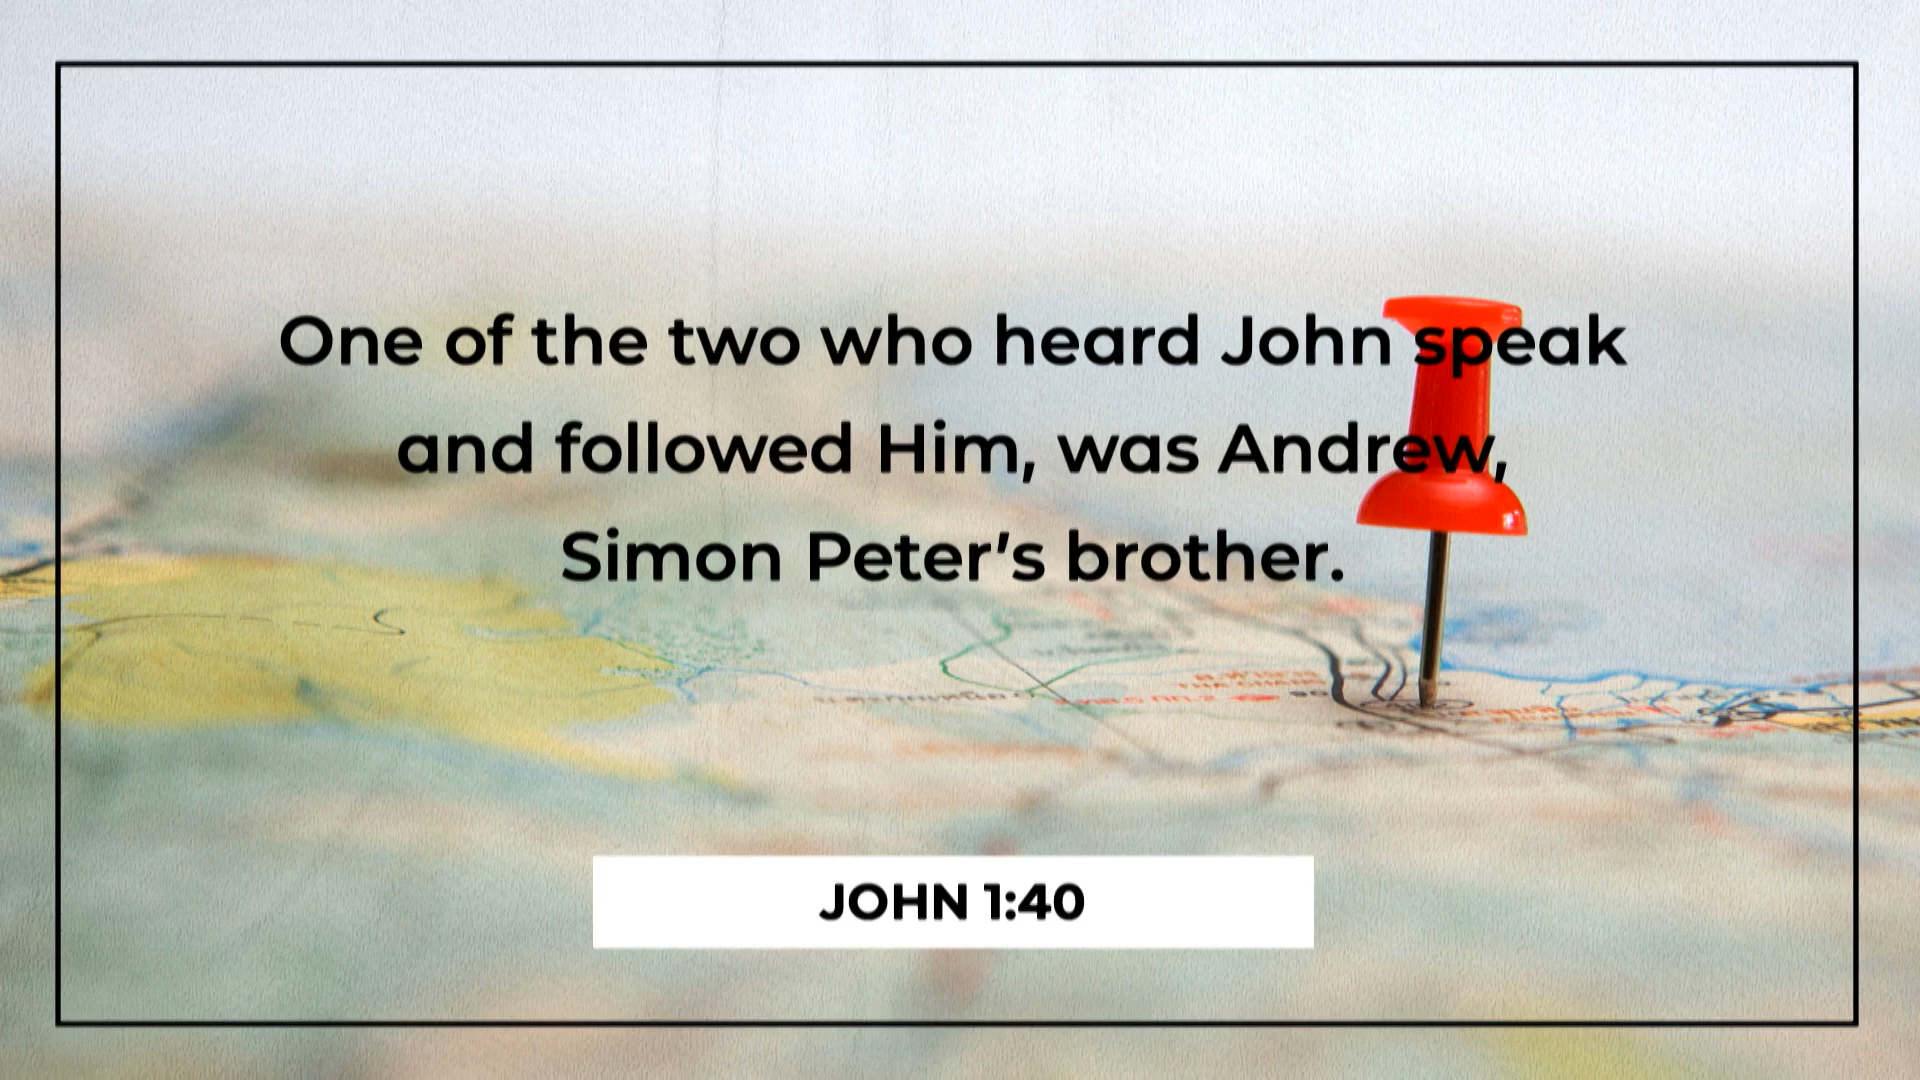 One of the two who heard John speak
and followed Him, was Andrew,
Simon Peter’s brother.
JOHN 1:40